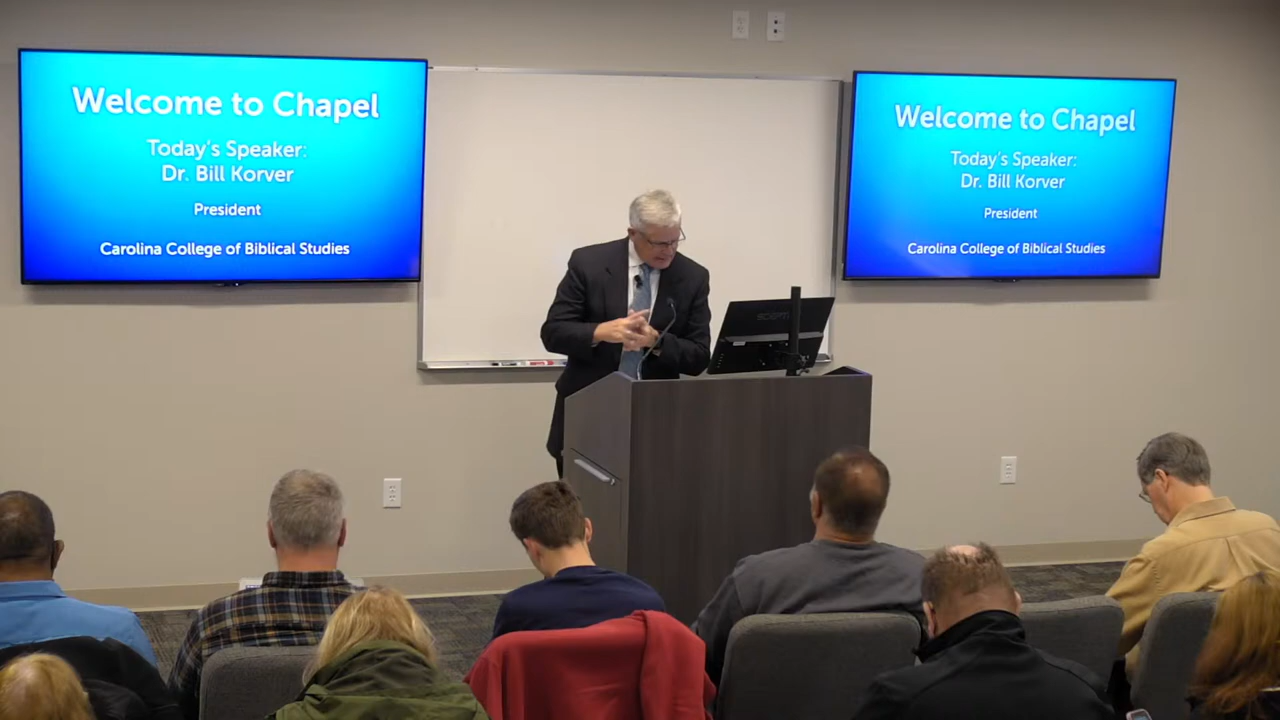 Welcome to Chapel
Today's Speaker:
Dr. Bill Korver
President
Carolina College of Biblical Studies
Welcome to Chapel
Today's Speaker:
Dr. Bill Korver
President
Carolina College of Biblical Studies